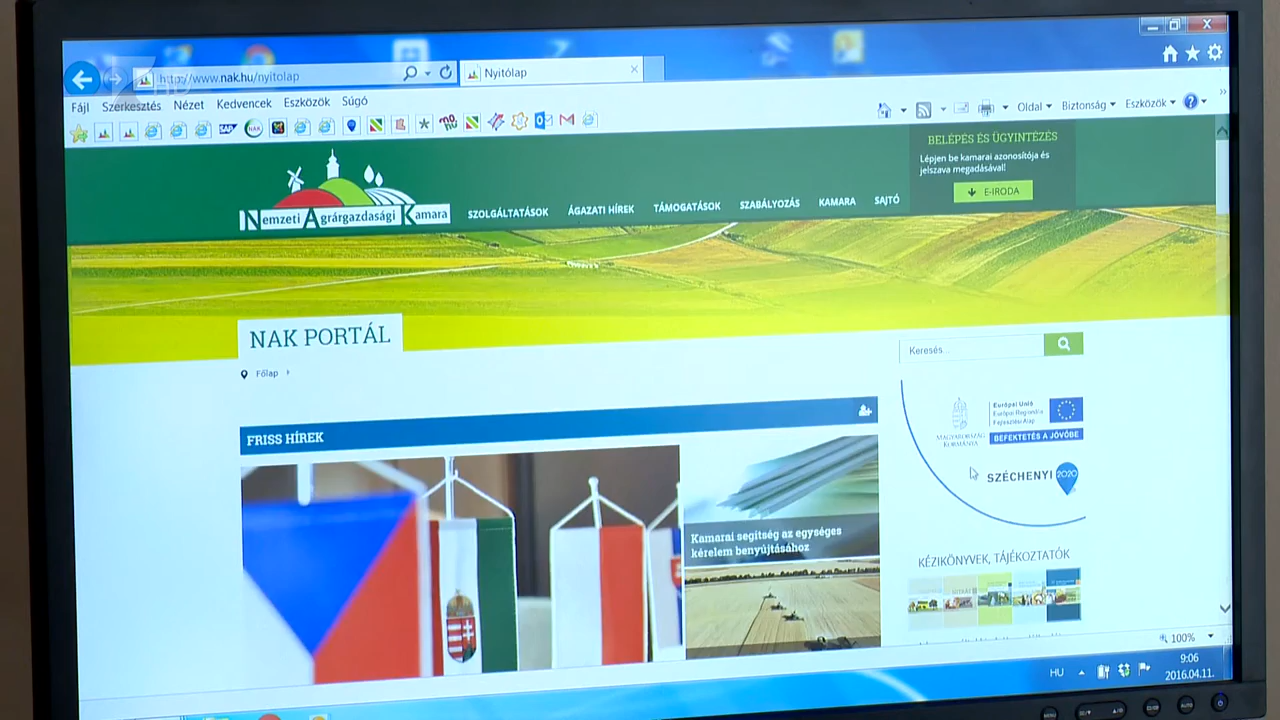 http://www.nak.hu/nyitolap
Nyitólap
Fájl Szerkesztés Nézet Kedvencek Eszközök Súgó
Oldal Biztonság Eszközök
SAP
NAK
BELÉPÉS ÉS ÜGYINTÉZÉS
Lépjen be kamarai azonosítója és
jelszava megadásával!
E-IRODA
Nemzeti Agrárgazdasági Kamara
SZOLGÁLTATÁSOK ÁGAZATI HÍREK TÁMOGATÁSOK SZABÁLYOZÁS KAMARA SAJTÓ
NAK PORTÁL
Keresés...
Főlap
FRISS HÍREK
Európai Unió
Európai Regionális
Fejlesztési Alap
MAGYARORSZÁG
KORMÁNYA
BEFEKTETÉS A JÖVŐBE
SZÉCHENYI 2020
Kamarai segítség az egységes
kérelem benyújtásához
KÉZIKÖNYVEK, TÁJÉKOZTATÓK
100%
HU
9:06
2016.04.11.